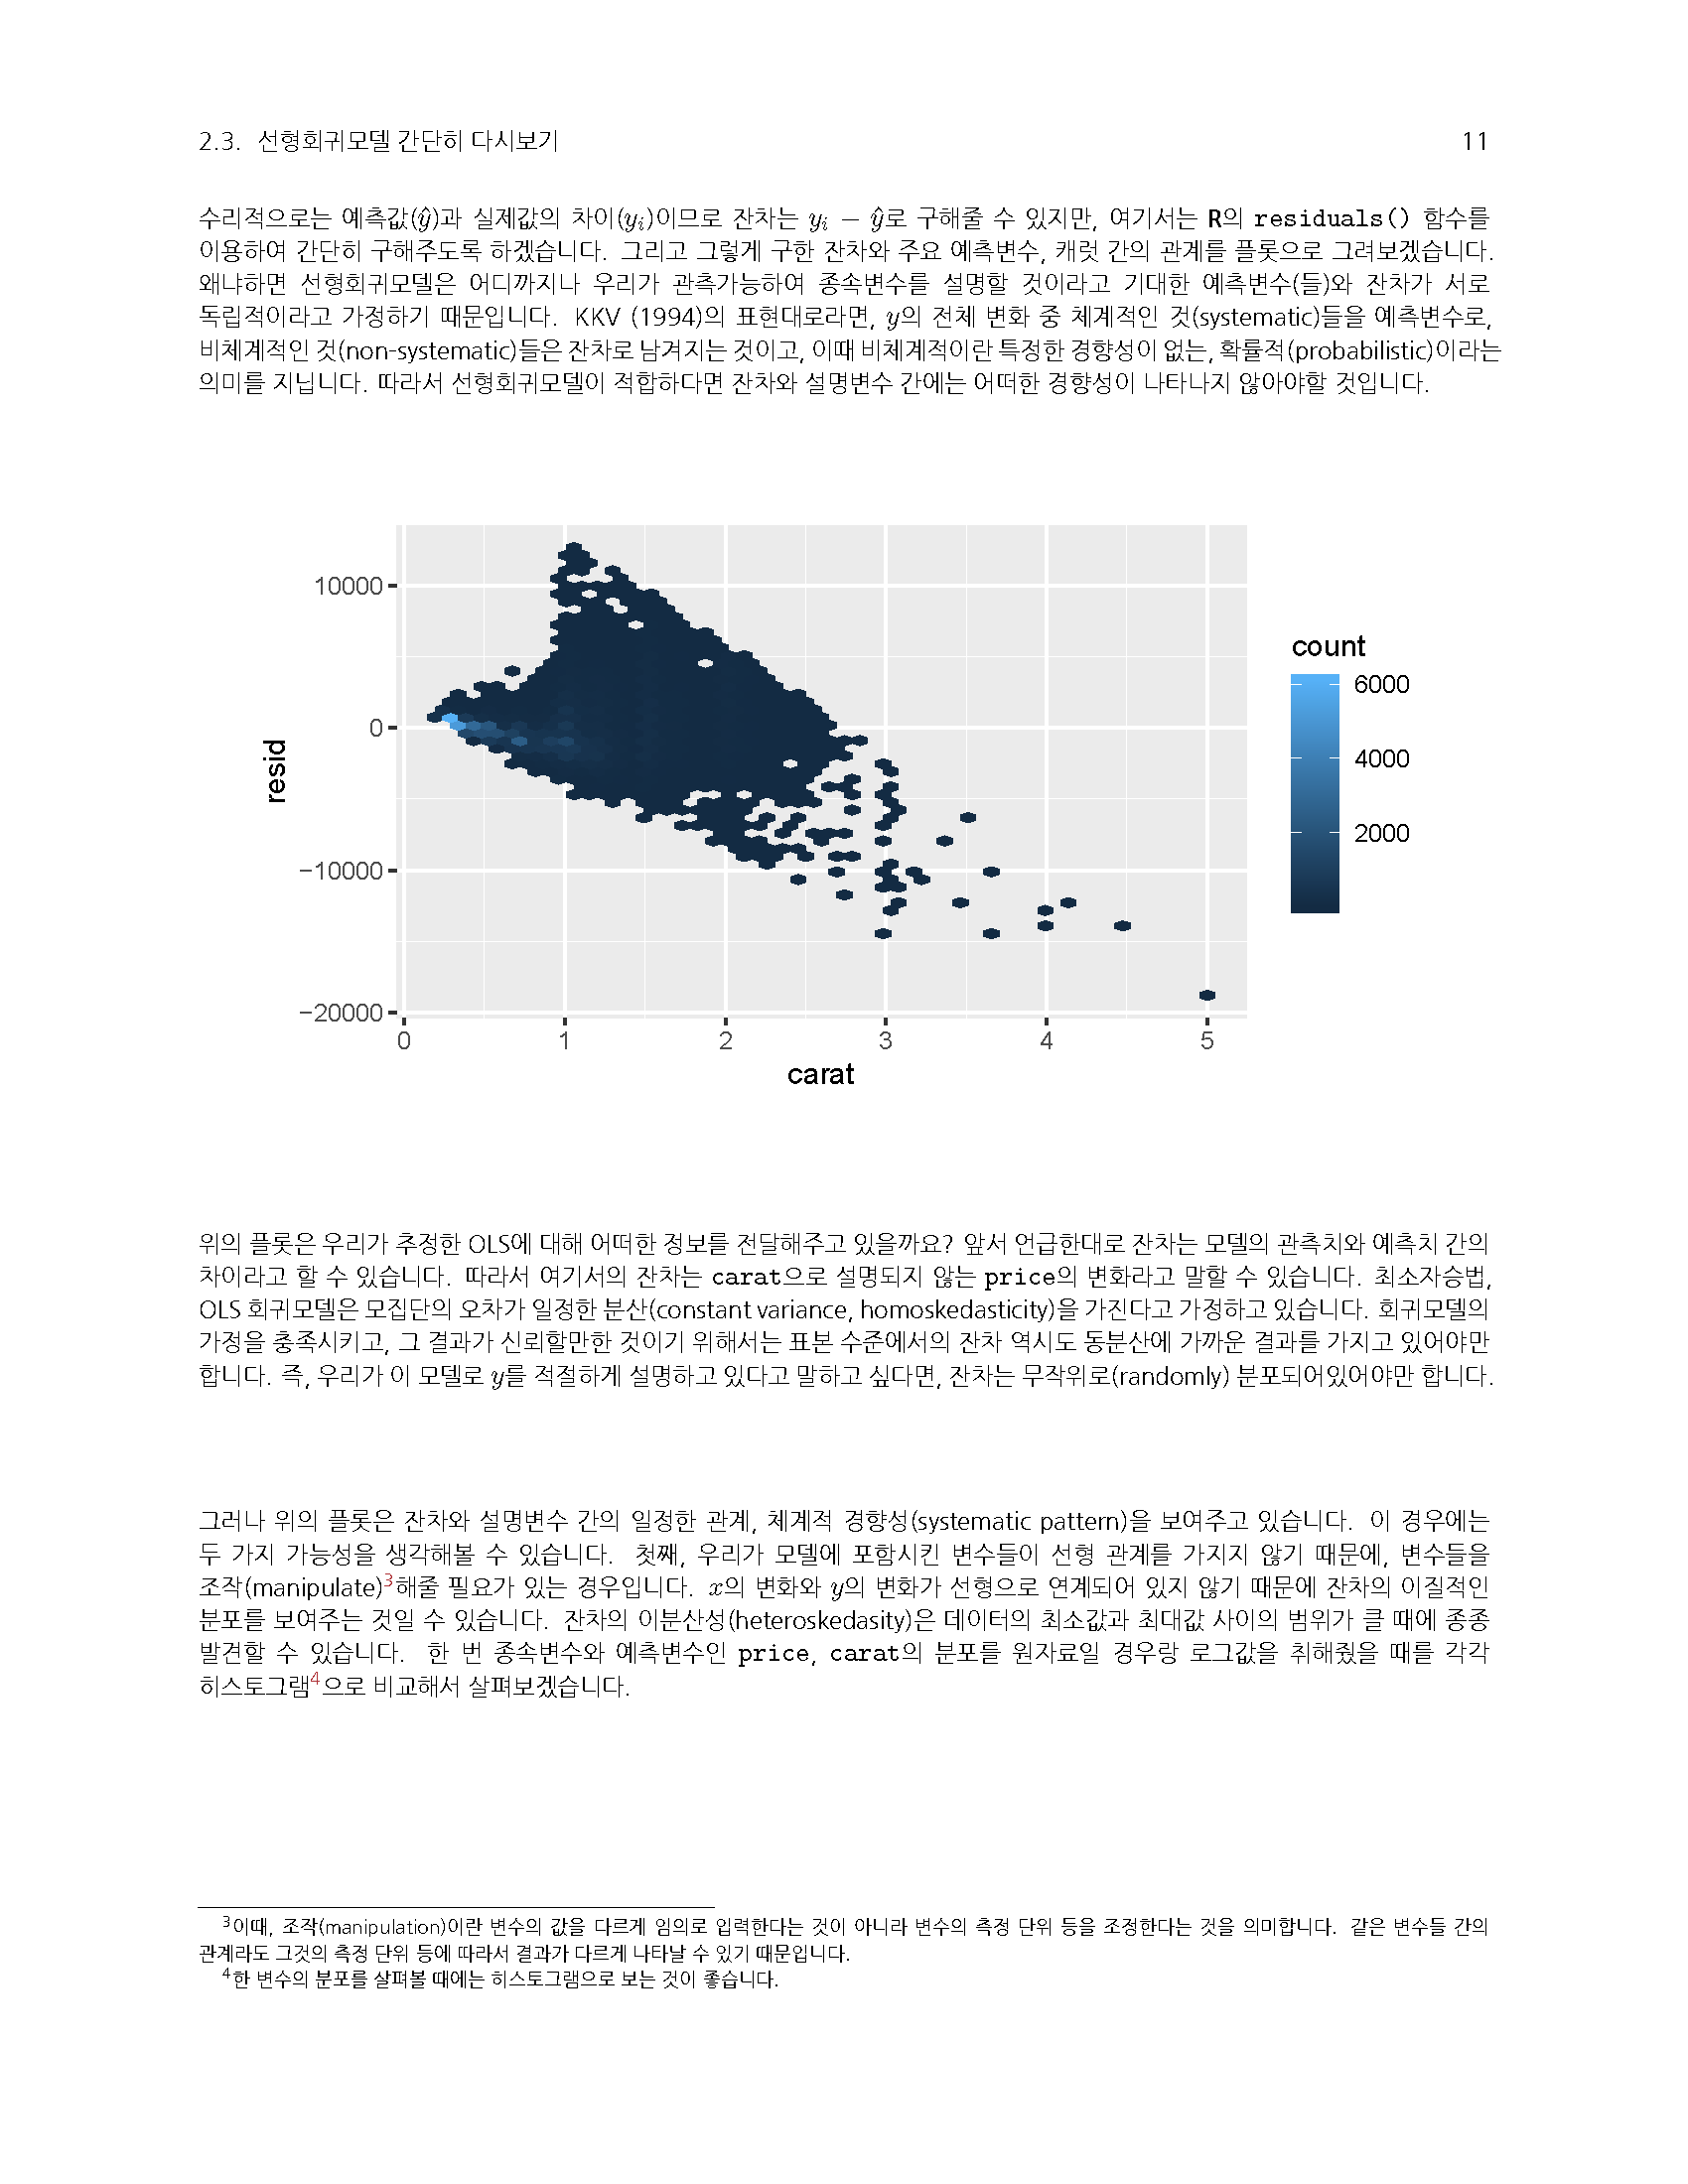 2.3. 선형회귀모델 간단히 다시보기 11
수리적으로는 예측값(ŷ)과 실제값의 차이(yᵢ)이므로 잔차는 yᵢ − ŷ로 구해줄 수 있지만, 여기서는 R의 residuals() 함수를
이용하여 간단히 구해주도록 하겠습니다. 그리고 그렇게 구한 잔차와 주요 예측변수, 캐럿 간의 관계를 플롯으로 그려보겠습니다.
왜냐하면 선형회귀모델은 어디까지나 우리가 관측가능하여 종속변수를 설명할 것이라고 기대한 예측변수(들)와 잔차가 서로
독립적이라고 가정하기 때문입니다. KKV (1994)의 표현대로라면, y의 전체 변화 중 체계적인 것(systematic)들을 예측변수로,
비체계적인 것(non-systematic)들은 잔차로 남겨지는 것이고, 이때 비체계적이란 특정한 경향성이 없는, 확률적(probabilistic)이라는
의미를 지닙니다. 따라서 선형회귀모델이 적합하다면 잔차와 설명변수 간에는 어떠한 경향성이 나타나지 않아야할 것입니다.
10000
0
−10000
−20000
resid
0 1 2 3 4 5
carat
count
6000
4000
2000
위의 플롯은 우리가 추정한 OLS에 대해 어떠한 정보를 전달해주고 있을까요? 앞서 언급한대로 잔차는 모델의 관측치와 예측치 간의
차이라고 할 수 있습니다. 따라서 여기서의 잔차는 carat으로 설명되지 않는 price의 변화라고 말할 수 있습니다. 최소자승법,
OLS 회귀모델은 모집단의 오차가 일정한 분산(constant variance, homoskedasticity)을 가진다고 가정하고 있습니다. 회귀모델의
가정을 충족시키고, 그 결과가 신뢰할만한 것이기 위해서는 표본 수준에서의 잔차 역시도 동분산에 가까운 결과를 가지고 있어야만
합니다. 즉, 우리가 이 모델로 y를 적절하게 설명하고 있다고 말하고 싶다면, 잔차는 무작위로(randomly) 분포되어있어야만 합니다.
그러나 위의 플롯은 잔차와 설명변수 간의 일정한 관계, 체계적 경향성(systematic pattern)을 보여주고 있습니다. 이 경우에는
두 가지 가능성을 생각해볼 수 있습니다. 첫째, 우리가 모델에 포함시킨 변수들이 선형 관계를 가지지 않기 때문에, 변수들을
조작(manipulate)³해줄 필요가 있는 경우입니다. x의 변화와 y의 변화가 선형으로 연계되어 있지 않기 때문에 잔차의 이질적인
분포를 보여주는 것일 수 있습니다. 잔차의 이분산성(heteroskedasity)은 데이터의 최소값과 최대값 사이의 범위가 클 때에 종종
발견할 수 있습니다. 한 번 종속변수와 예측변수인 price, carat의 분포를 원자료일 경우랑 로그값을 취해줬을 때를 각각
히스토그램⁴으로 비교해서 살펴보겠습니다.
³이때, 조작(manipulation)이란 변수의 값을 다르게 임의로 입력한다는 것이 아니라 변수의 측정 단위 등을 조정한다는 것을 의미합니다. 같은 변수들 간의
관계라도 그것의 측정 단위 등에 따라서 결과가 다르게 나타날 수 있기 때문입니다.
⁴한 변수의 분포를 살펴볼 때에는 히스토그램으로 보는 것이 좋습니다.